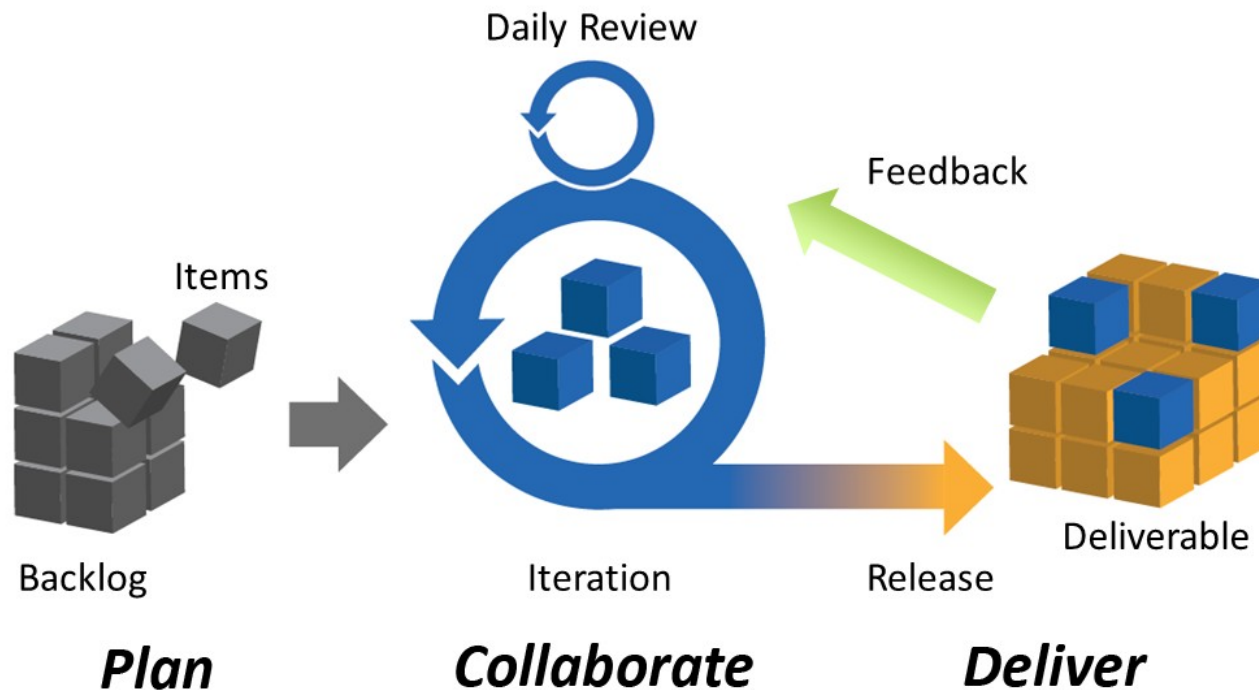 Daily Review
Feedback
Items
Deliverable
Backlog
Iteration
Release
Plan
Collaborate
Deliver